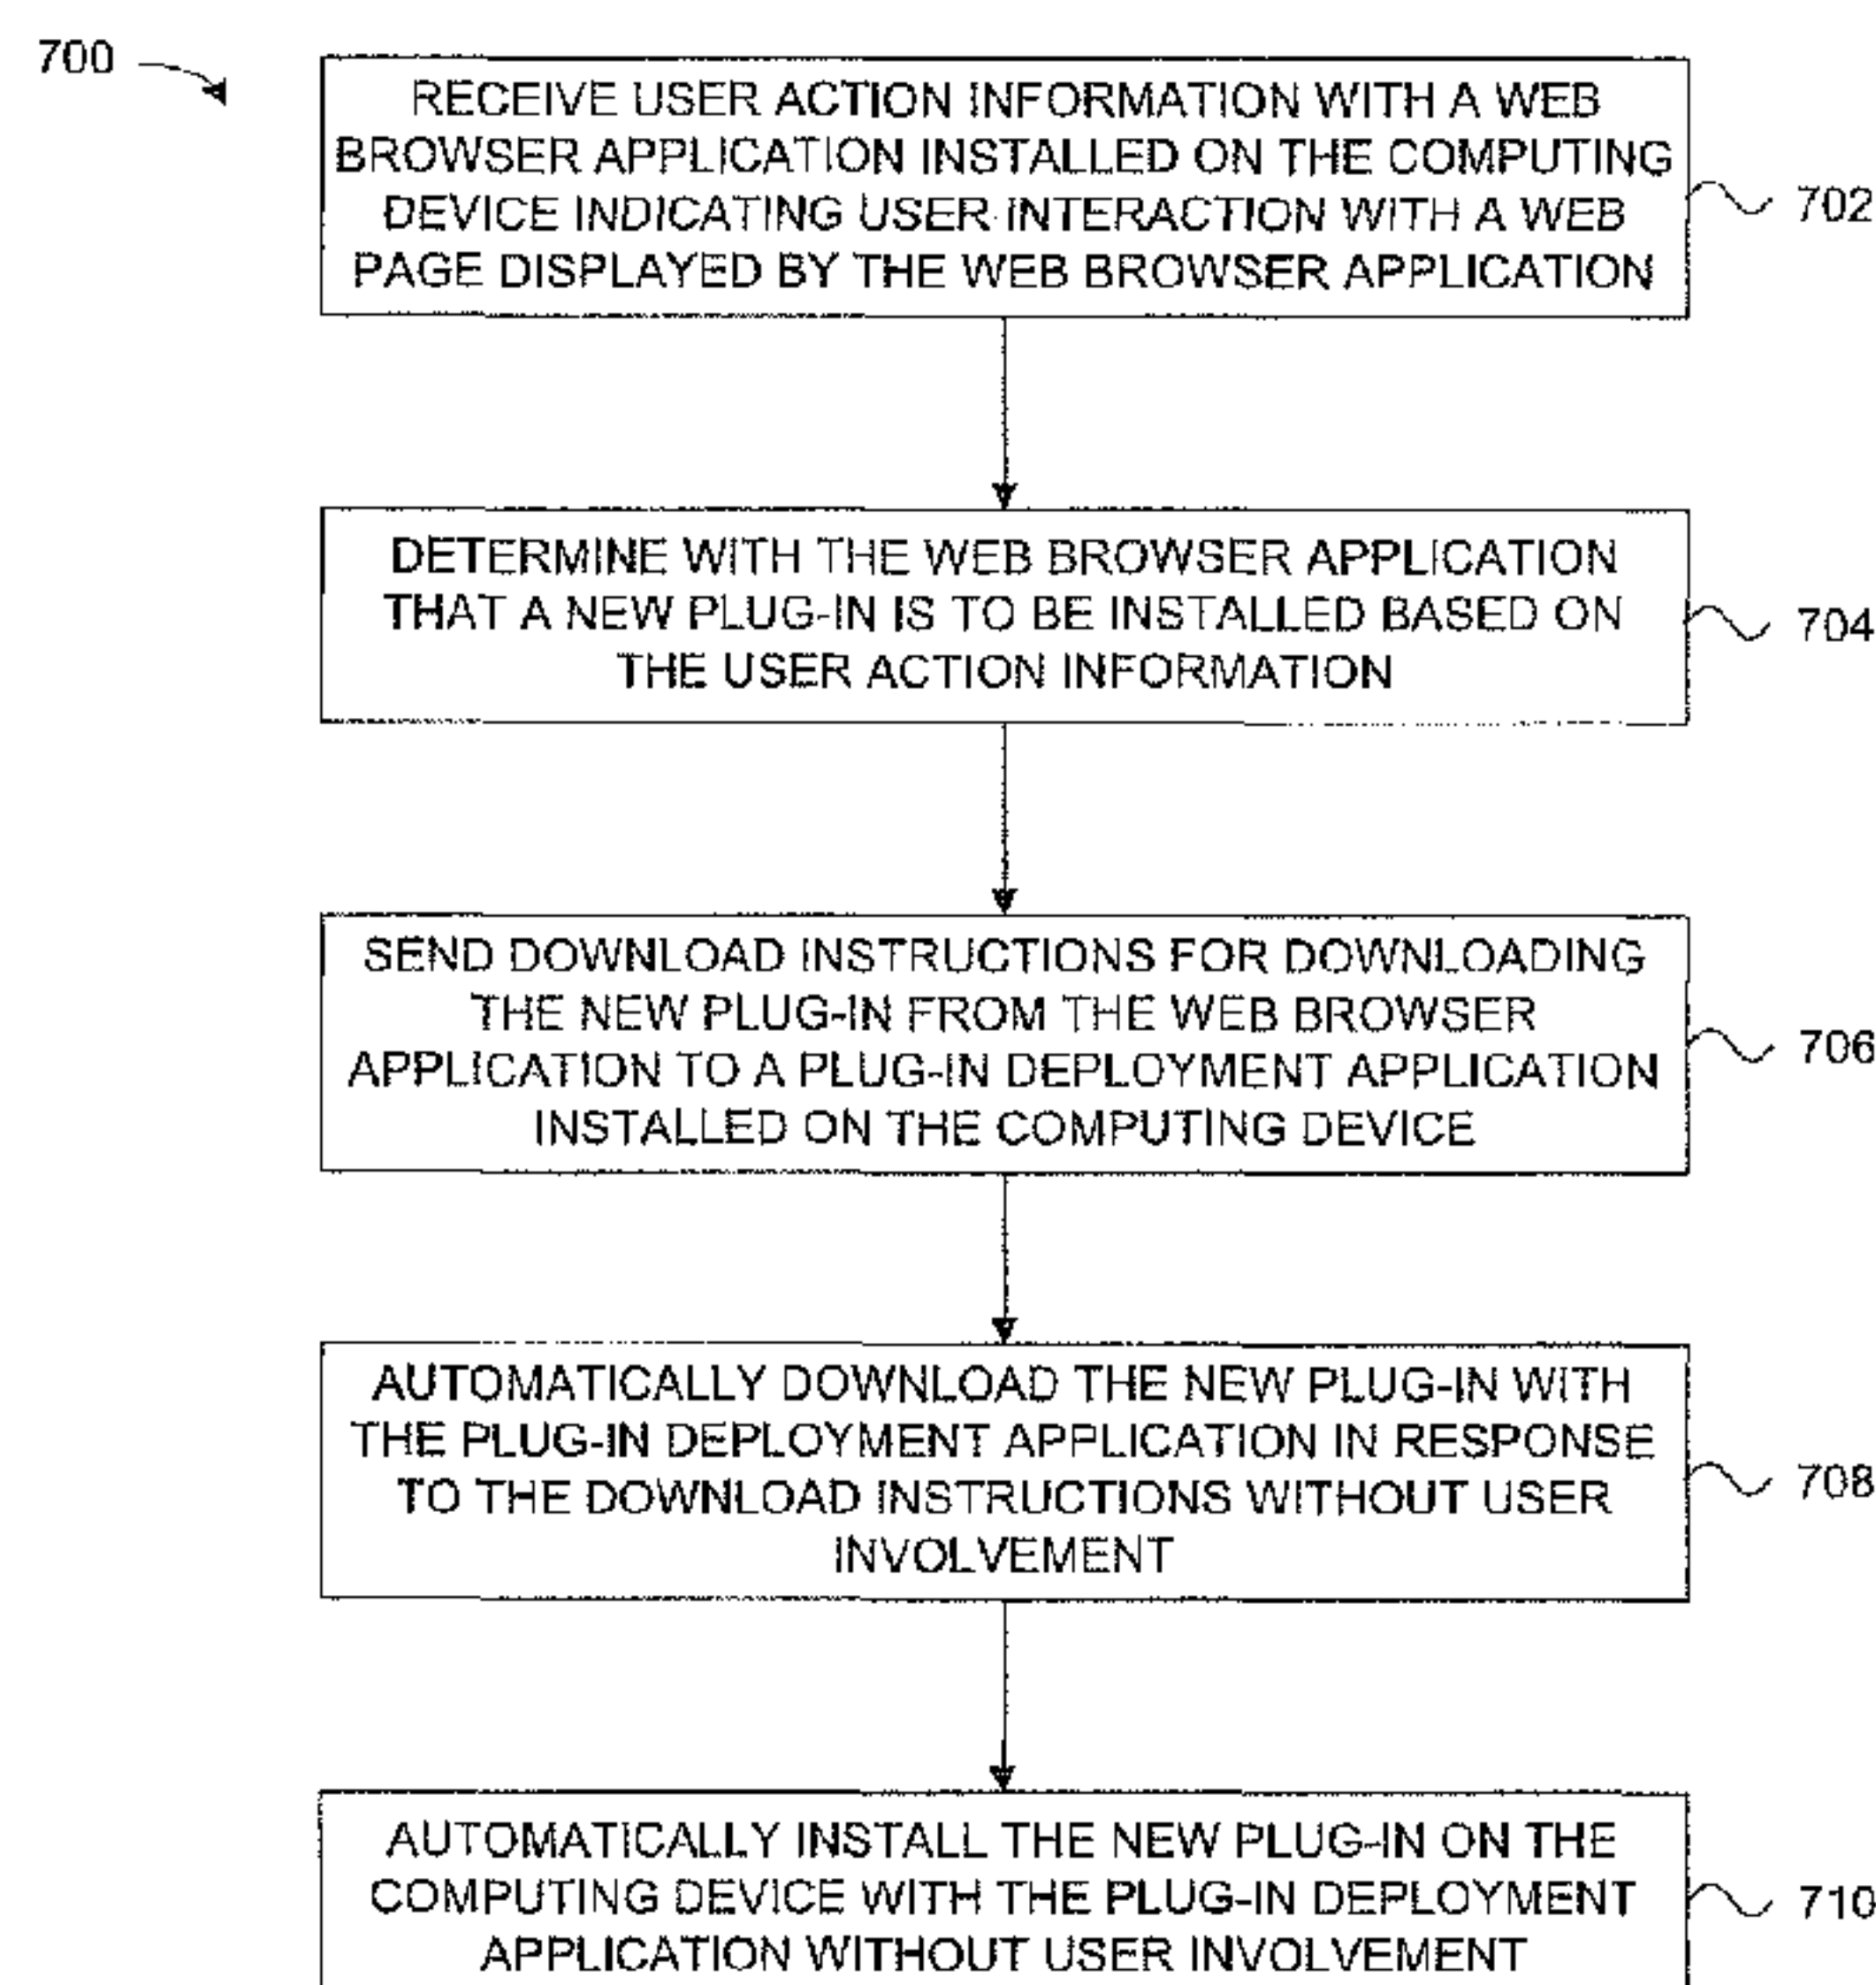 700
RECEIVE USER ACTION INFORMATION WITH A WEB
BROWSER APPLICATION INSTALLED ON THE COMPUTING
DEVICE INDICATING USER INTERACTION WITH A WEB
PAGE DISPLAYED BY THE WEB BROWSER APPLICATION
702
DETERMINE WITH THE WEB BROWSER APPLICATION
THAT A NEW PLUG-IN IS TO BE INSTALLED BASED ON
THE USER ACTION INFORMATION
704
SEND DOWNLOAD INSTRUCTIONS FOR DOWNLOADING
THE NEW PLUG-IN FROM THE WEB BROWSER
APPLICATION TO A PLUG-IN DEPLOYMENT APPLICATION
INSTALLED ON THE COMPUTING DEVICE
706
AUTOMATICALLY DOWNLOAD THE NEW PLUG-IN WITH
THE PLUG-IN DEPLOYMENT APPLICATION IN RESPONSE
TO THE DOWNLOAD INSTRUCTIONS WITHOUT USER
INVOLVEMENT
708
AUTOMATICALLY INSTALL THE NEW PLUG-IN ON THE
COMPUTING DEVICE WITH THE PLUG-IN DEPLOYMENT
APPLICATION WITHOUT USER INVOLVEMENT
710